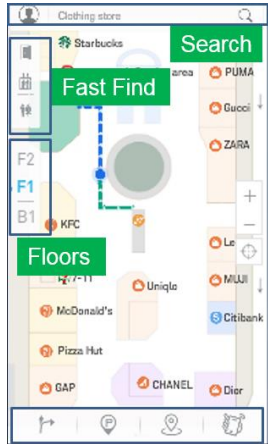 Clothing store
Search
Starbucks
area
PUMA
Fast Find
Gucci
ZARA
F2
F1
B1
KFC
Floors
Le
7-11
Uniqlo
MUJI
McDonald's
Citibank
Pizza Hut
GAP
CHANEL
Dior